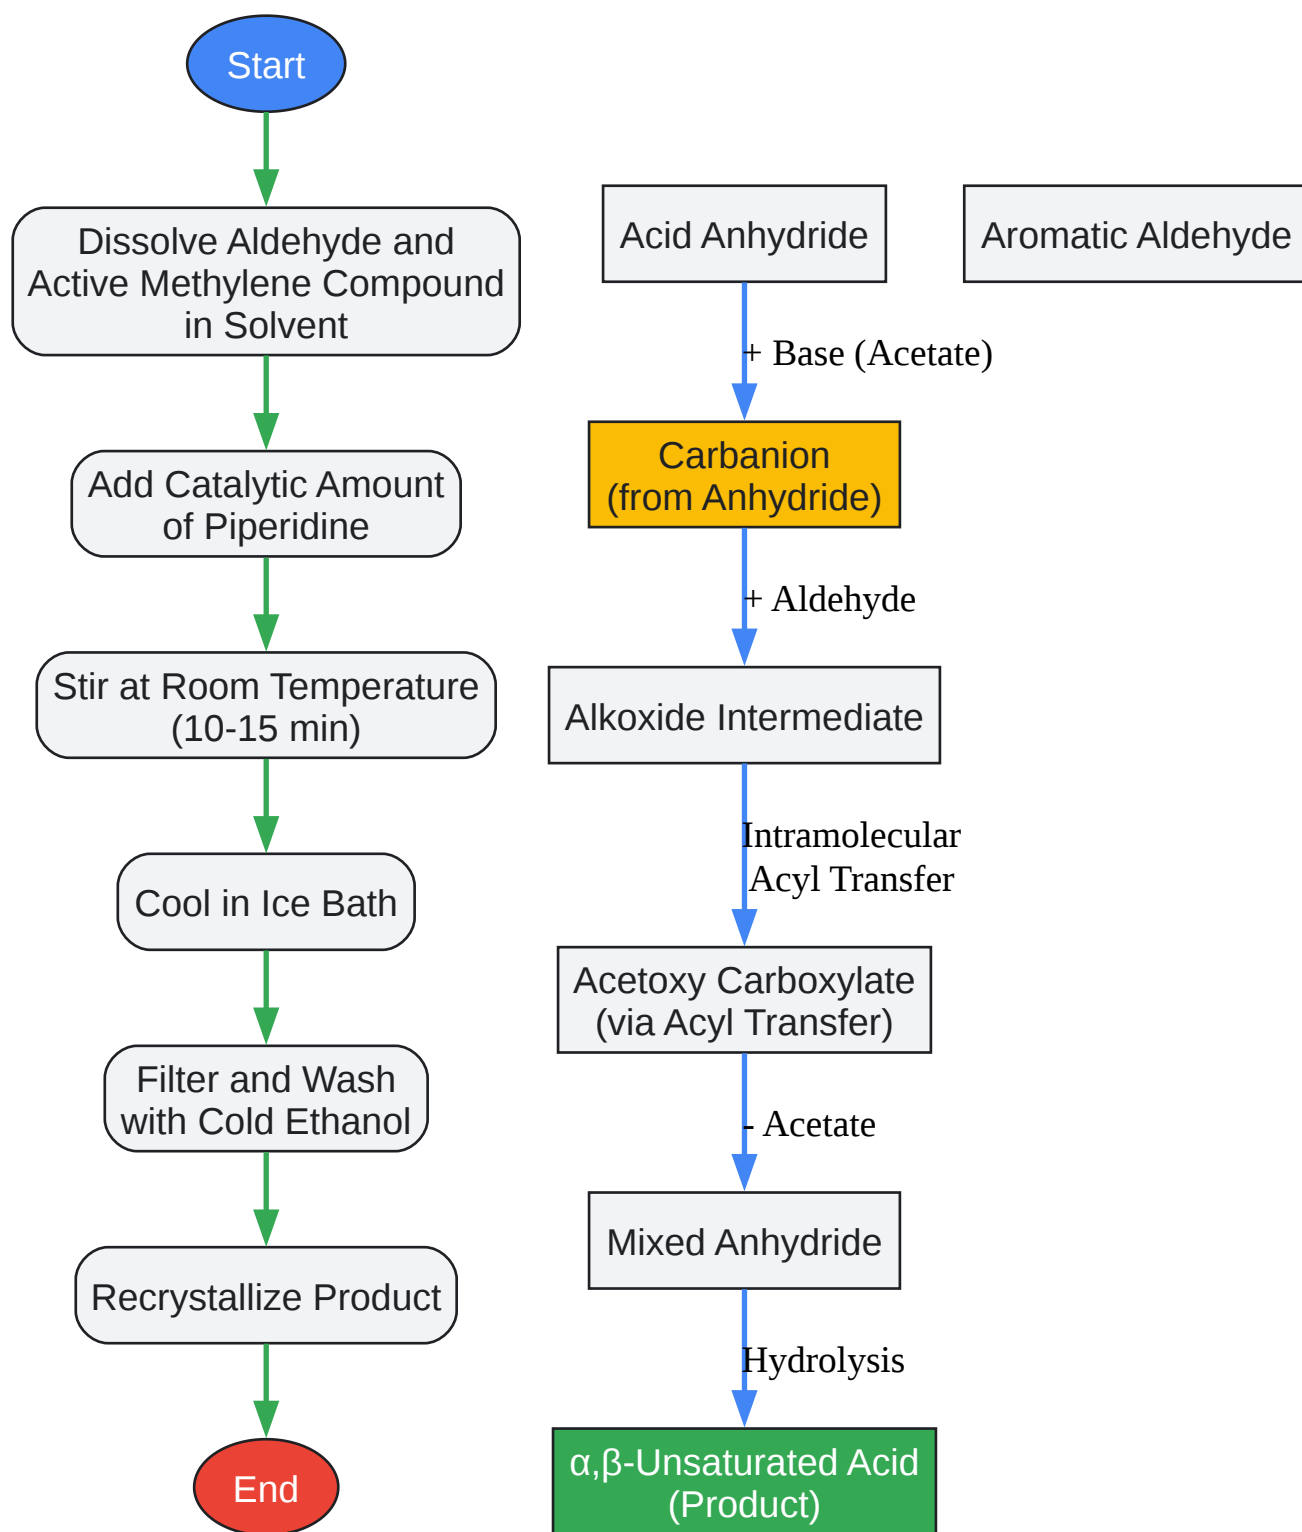 Start
Dissolve Aldehyde and
Active Methylene Compound
in Solvent
Add Catalytic Amount
of Piperidine
Stir at Room Temperature
(10-15 min)
Cool in Ice Bath
Filter and Wash
with Cold Ethanol
Recrystallize Product
End
Acid Anhydride
Aromatic Aldehyde
+ Base (Acetate)
Carbanion
(from Anhydride)
+ Aldehyde
Alkoxide Intermediate
Intramolecular
Acyl Transfer
Acetoxy Carboxylate
(via Acyl Transfer)
- Acetate
Mixed Anhydride
Hydrolysis
α,β-Unsaturated Acid
(Product)